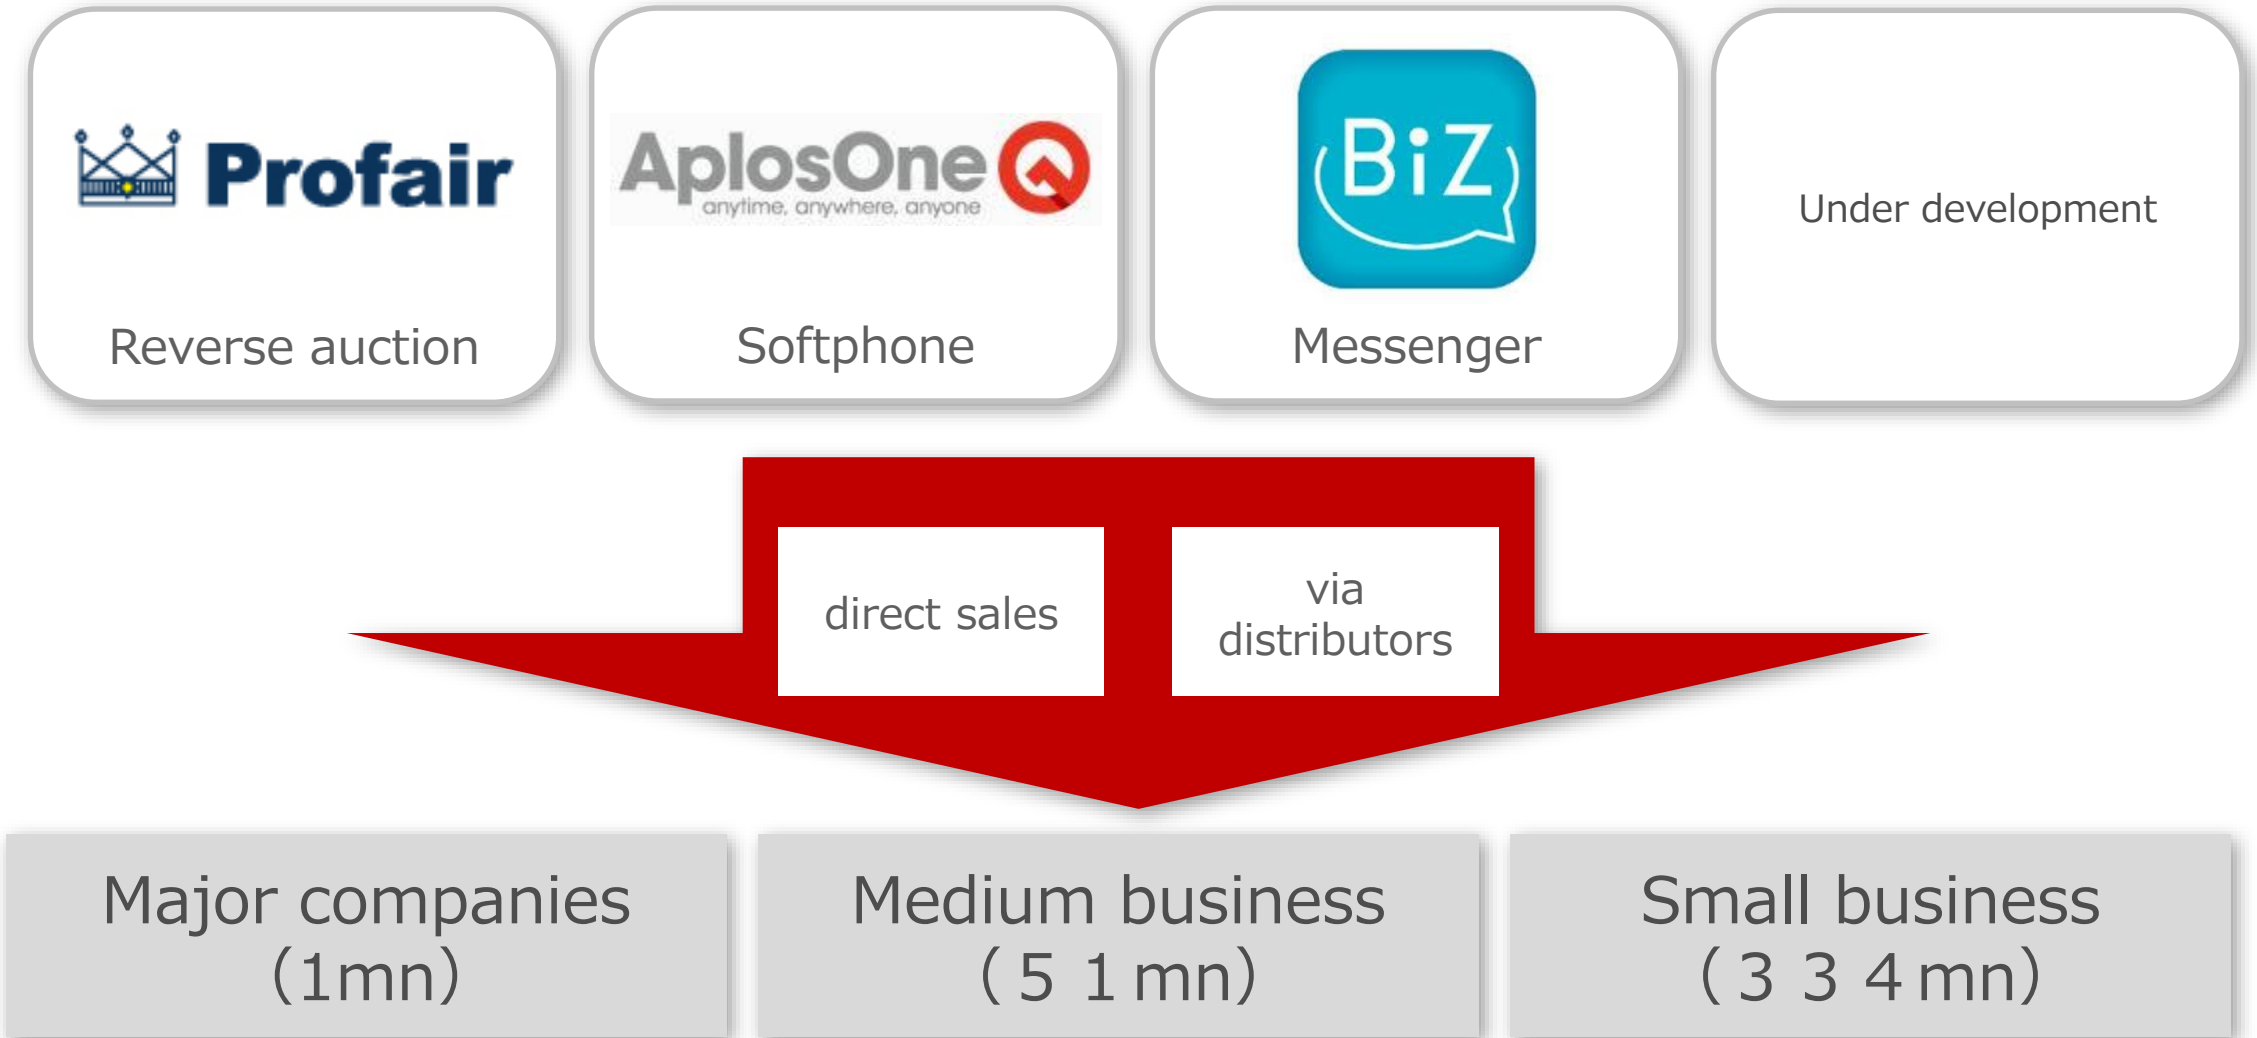 Profair
Reverse auction
AplosOne
anytime, anywhere, anyone
Softphone
BiZ
Messenger
Under development
direct sales
via
distributors
Major companies
(1mn)
Medium business
(５１mn)
Small business
(３３４mn)